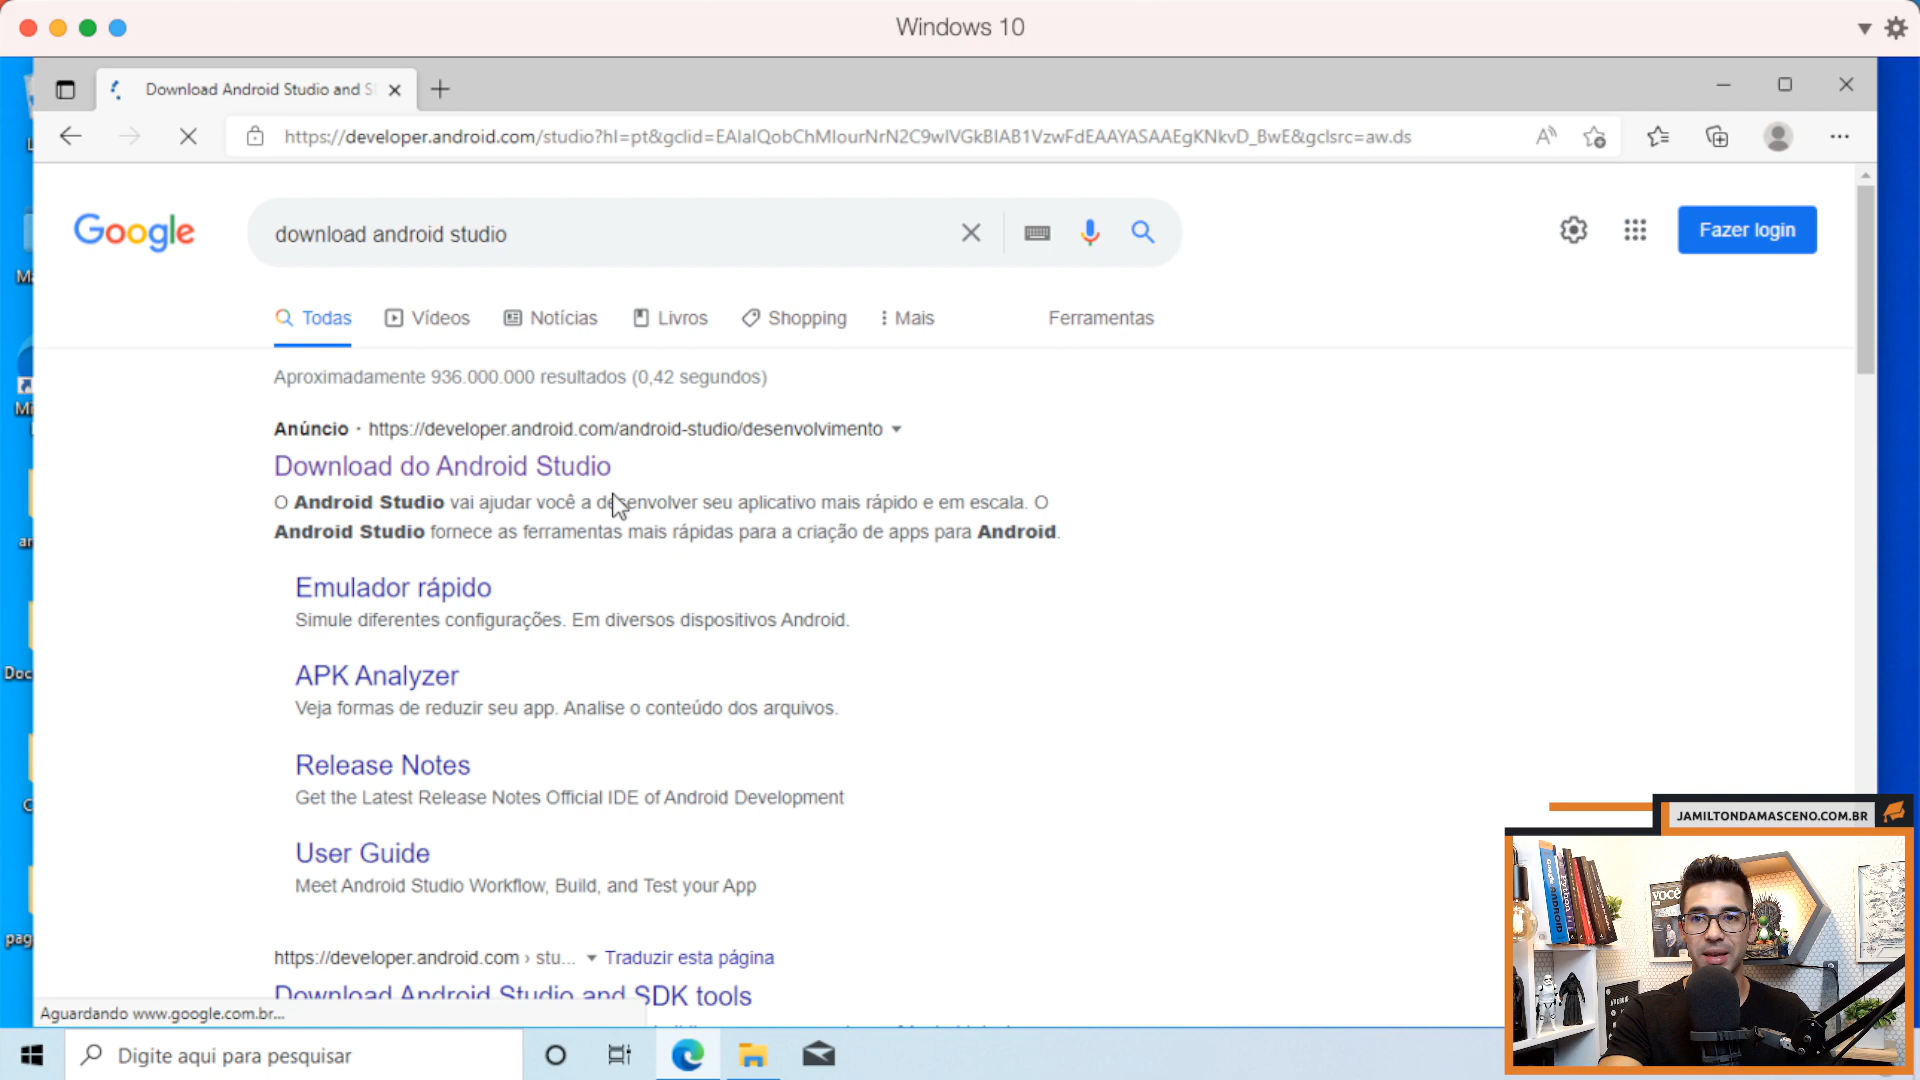 Windows 10
Download Android Studio and S
https://developer.android.com/studio?hl=pt&gclid=EAIaIQobChMIourNrN2C9wIVGkBIAB1VzwFdEAAYASAAEgKNkvD_BwE&gclsrc=aw.ds
Google
download android studio
Fazer login
Todas
Vídeos
Notícias
Livros
Shopping
Mais
Ferramentas
Aproximadamente 936.000.000 resultados (0,42 segundos)
Anúncio · https://developer.android.com/android-studio/desenvolvimento
Download do Android Studio
O Android Studio vai ajudar você a desenvolver seu aplicativo mais rápido e em escala. O
Android Studio fornece as ferramentas mais rápidas para a criação de apps para Android.
Emulador rápido
Simule diferentes configurações. Em diversos dispositivos Android.
APK Analyzer
Veja formas de reduzir seu app. Analise o conteúdo dos arquivos.
Release Notes
Get the Latest Release Notes Official IDE of Android Development
User Guide
Meet Android Studio Workflow, Build, and Test your App
https://developer.android.com › stu...
Traduzir esta página
Download Android Studio and SDK tools
Aguardando www.google.com.br...
Digite aqui para pesquisar
JAMILTONDAMASCENO.COM.BR
você